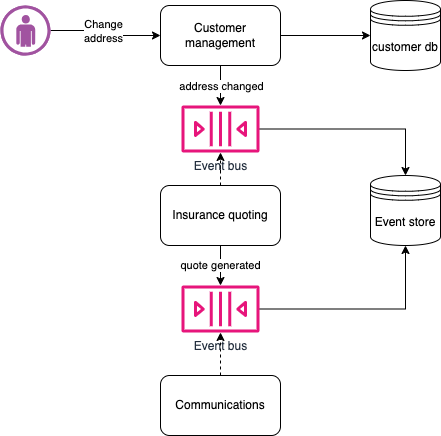 Change
address
Customer
management
customer db
address changed
Event bus
Insurance quoting
Event store
quote generated
Event bus
Communications